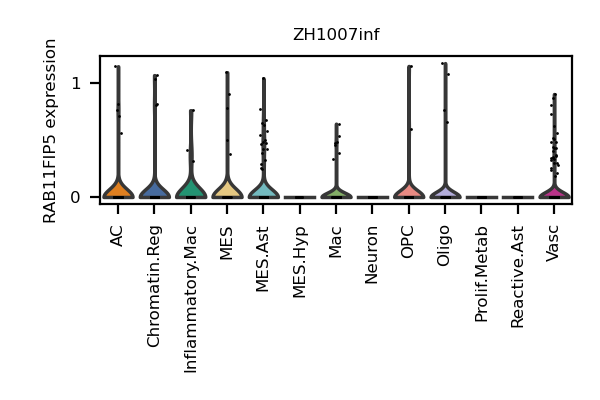 ZH1007inf
RAB11FIP5 expression
1
0
AC
Chromatin.Reg
Inflammatory.Mac
MES
MES.Ast
MES.Hyp
Mac
Neuron
OPC
Oligo
Prolif.Metab
Reactive.Ast
Vasc